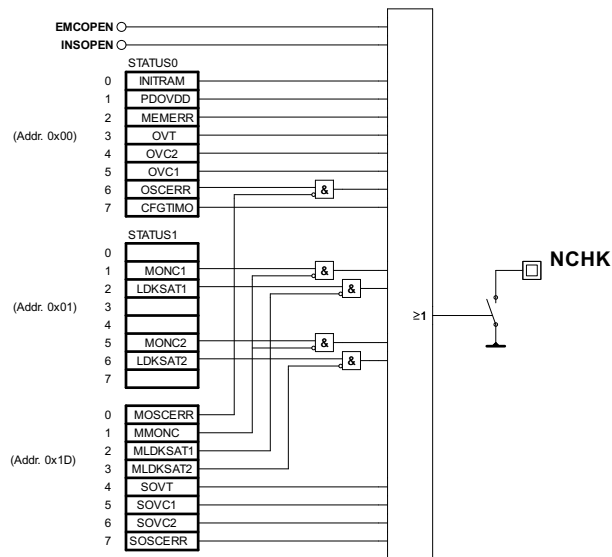 EMCOPEN
INSOPEN
STATUS0
0 INITRAM
1 PDOVDD
2 MEMERR
(Addr. 0x00) 3 OVT
4 OVC2
5 OVC1
6 OSCERR &
7 CFGTIMO
STATUS1
0
1 MONC1 &
2 LDKSAT1 &
NCHK
(Addr. 0x01) 3
4
≥1
5 MONC2 &
6 LDKSAT2 &
7
0 MOSCERR
1 MMONC
2 MLDKSAT1
(Addr. 0x1D) 3 MLDKSAT2
4 SOVT
5 SOVC1
6 SOVC2
7 SOSCERR